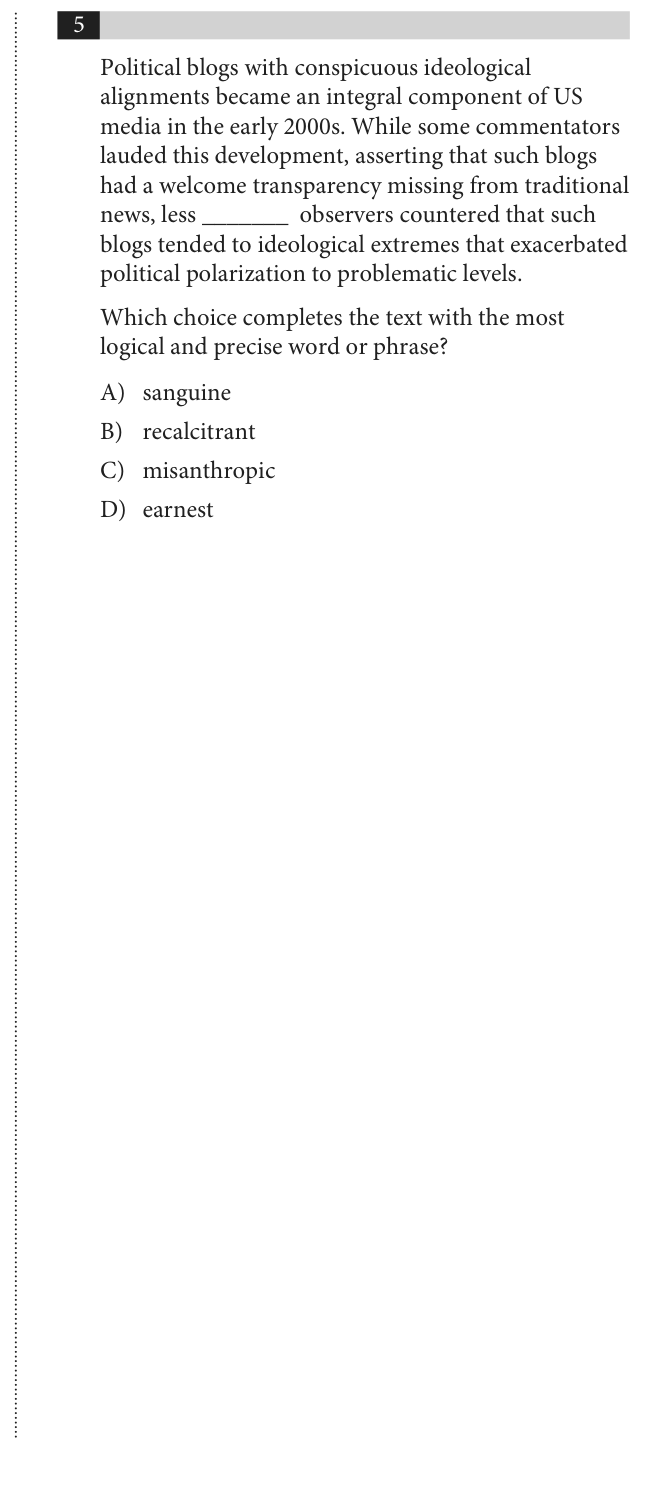 5
Political blogs with conspicuous ideological
alignments became an integral component of US
media in the early 2000s. While some commentators
lauded this development, asserting that such blogs
had a welcome transparency missing from traditional
news, less _______ observers countered that such
blogs tended to ideological extremes that exacerbated
political polarization to problematic levels.
Which choice completes the text with the most
logical and precise word or phrase?
A) sanguine
B) recalcitrant
C) misanthropic
D) earnest